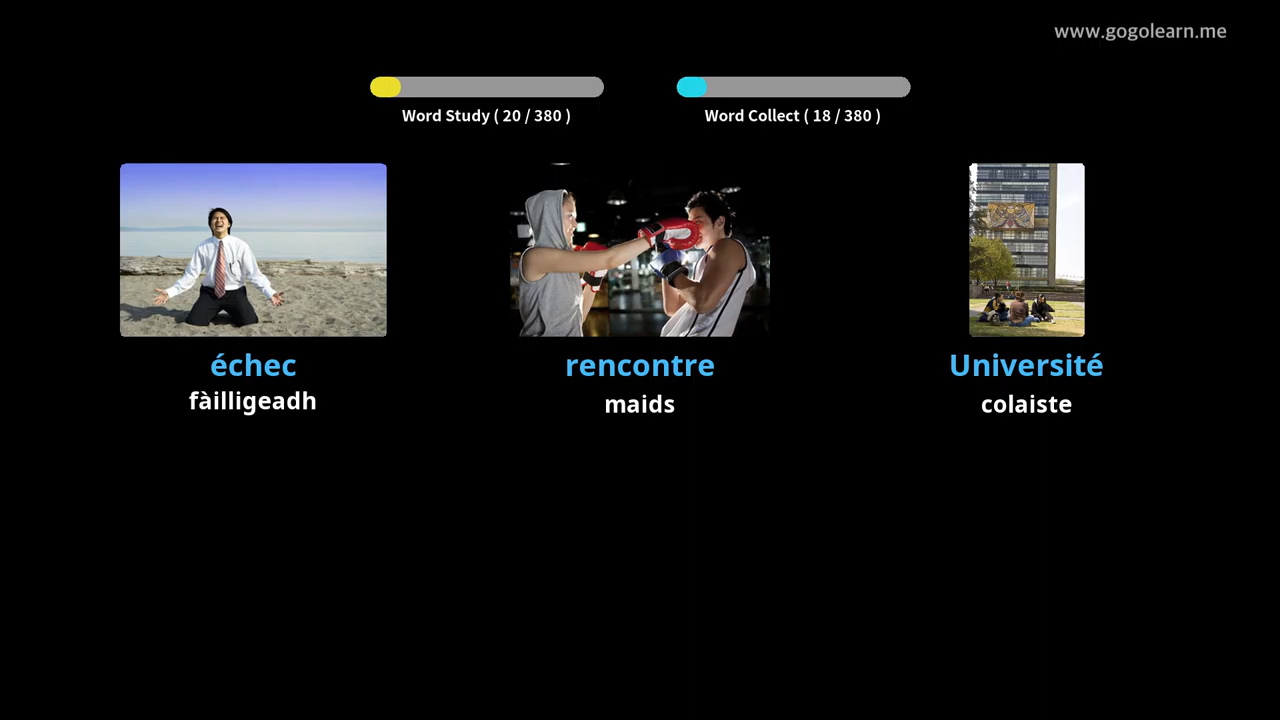 www.gogolearn.me
Word Study ( 20 / 380 )
Word Collect ( 18 / 380 )
échec
rencontre
Université
fàilligeadh
maids
colaiste